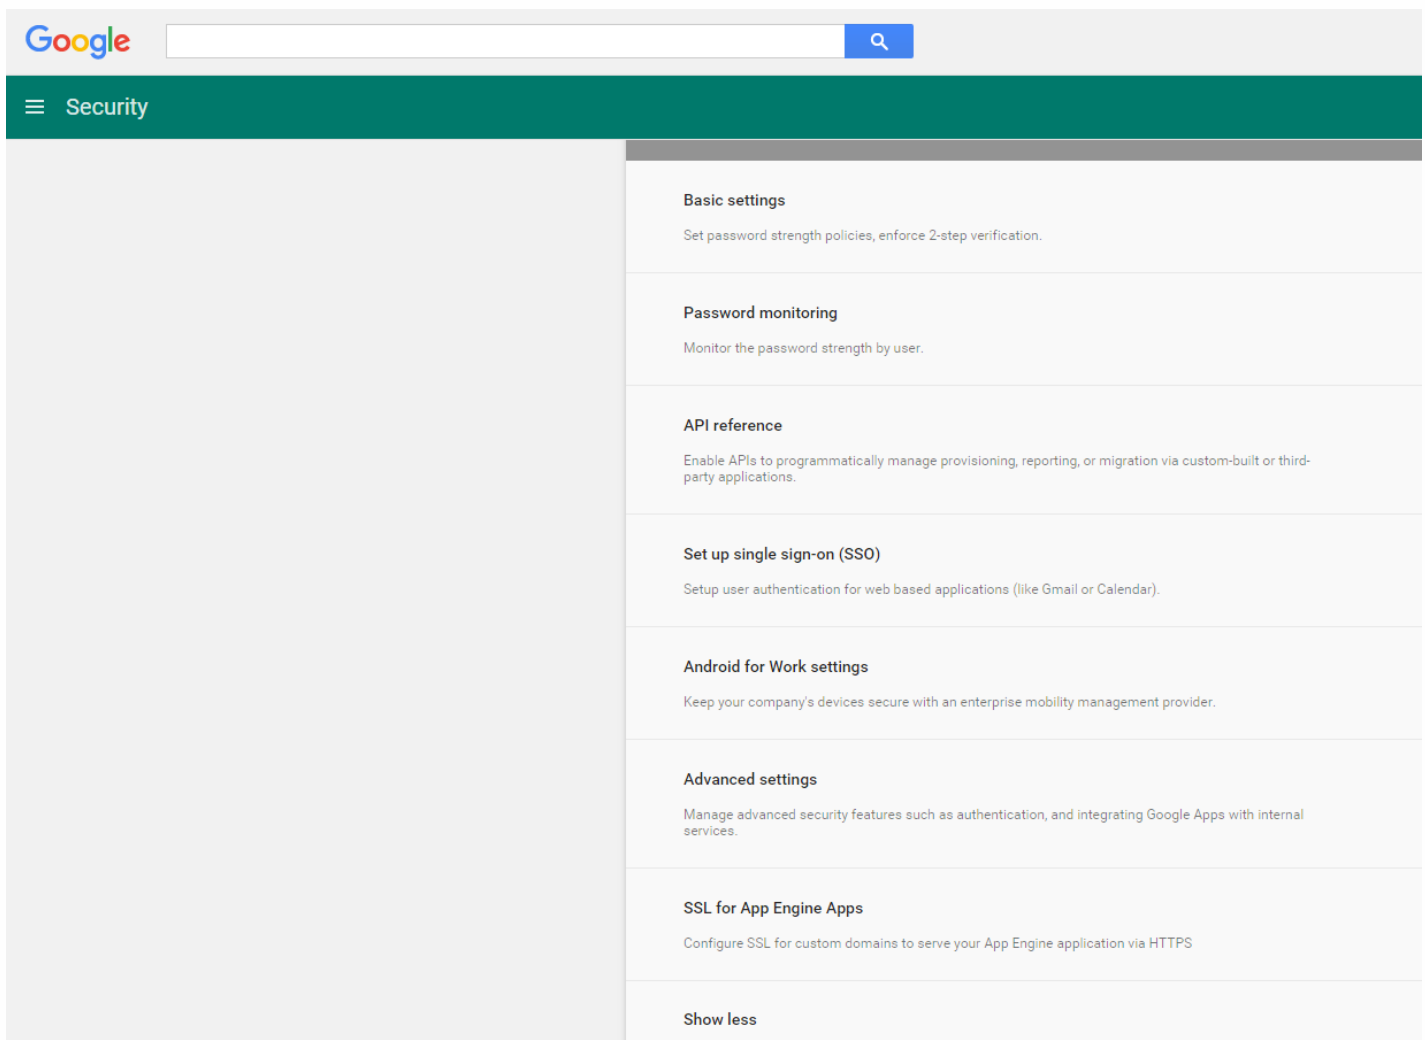 Google
Security
Basic settings
Set password strength policies, enforce 2-step verification.
Password monitoring
Monitor the password strength by user.
API reference
Enable APIs to programmatically manage provisioning, reporting, or migration via custom-built or third-
party applications.
Set up single sign-on (SSO)
Setup user authentication for web based applications (like Gmail or Calendar).
Android for Work settings
Keep your company's devices secure with an enterprise mobility management provider.
Advanced settings
Manage advanced security features such as authentication, and integrating Google Apps with internal
services.
SSL for App Engine Apps
Configure SSL for custom domains to serve your App Engine application via HTTPS
Show less